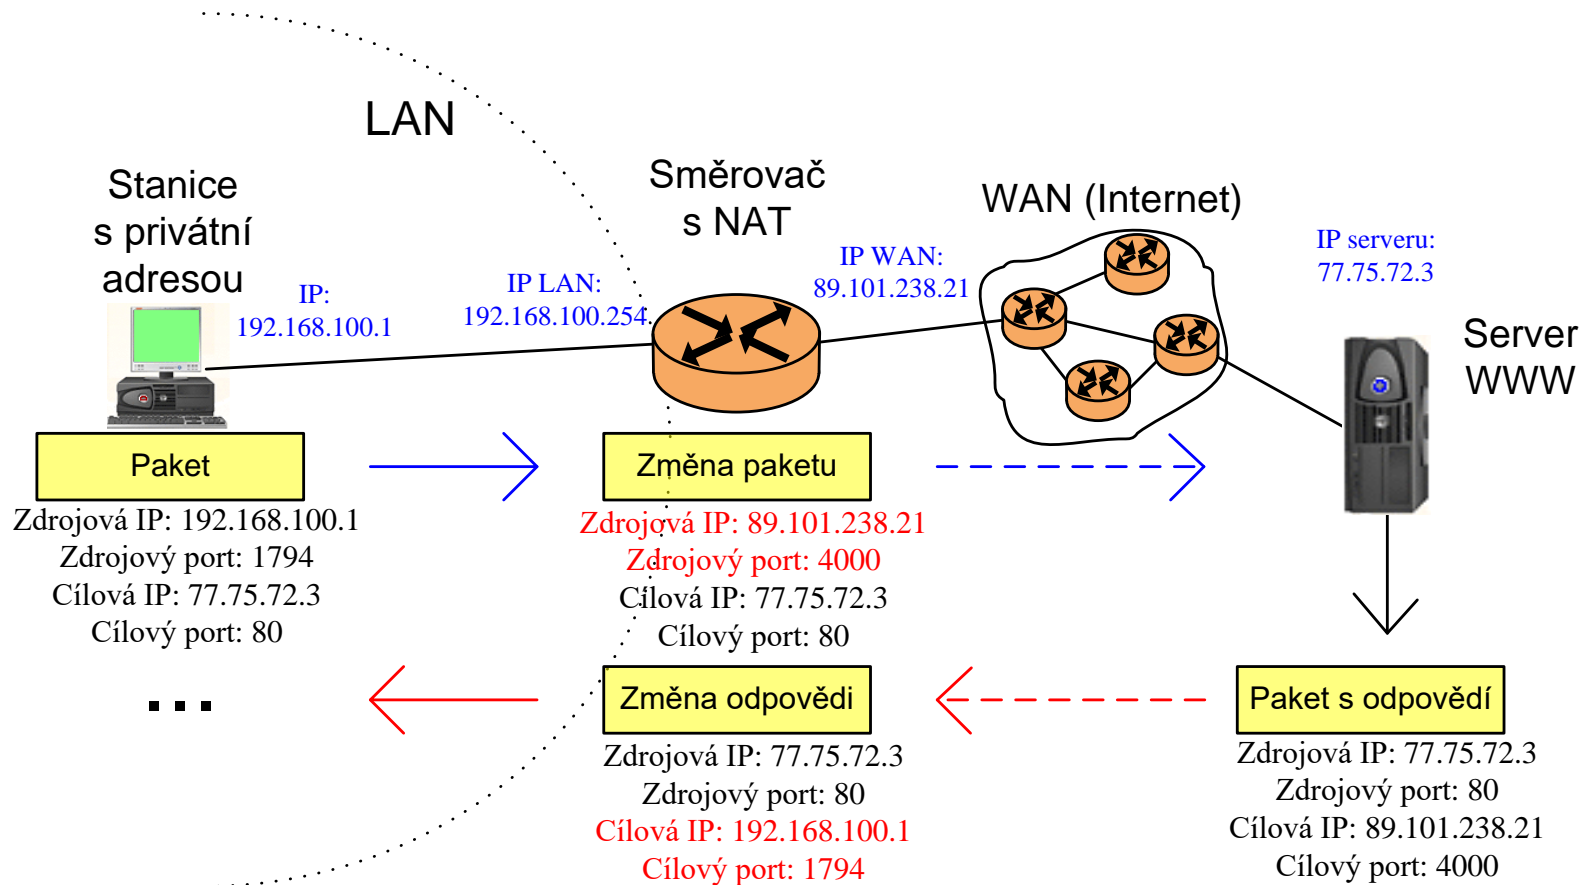 LAN
Stanice
s privátní
adresou
Směrovač
s NAT
WAN (Internet)
IP serveru:
77.75.72.3
IP:
192.168.100.1
IP LAN:
192.168.100.254
IP WAN:
89.101.238.21
Server
WWW
Paket
Zdrojová IP: 192.168.100.1
Zdrojový port: 1794
Cílová IP: 77.75.72.3
Cílový port: 80
Změna paketu
Zdrojová IP: 89.101.238.21
Zdrojový port: 4000
Cílová IP: 77.75.72.3
Cílový port: 80
...
Změna odpovědi
Zdrojová IP: 77.75.72.3
Zdrojový port: 80
Cílová IP: 192.168.100.1
Cílový port: 1794
Paket s odpovědí
Zdrojová IP: 77.75.72.3
Zdrojový port: 80
Cílová IP: 89.101.238.21
Cílový port: 4000